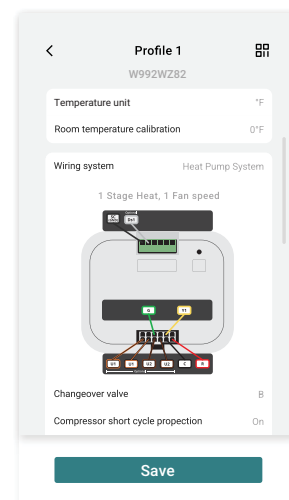 Profile 1
W992WZ82
Temperature unit °F
Room temperature calibration 0°F
Wiring system Heat Pump System
1 Stage Heat, 1 Fan speed
G Y1
C R
Changeover valve B
Compressor short cycle propection On
Save